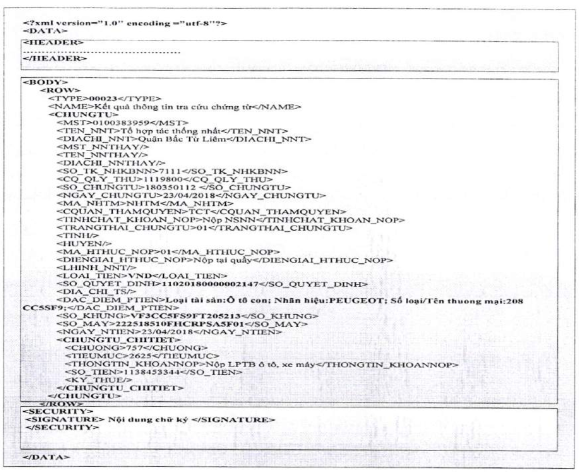 <?xml version="1.0" encoding ="utf-8"?>
<DATA>
<HEADER>
........................................
</HEADER>
<BODY>
<ROW>
<TYPE>00023</TYPE>
<NAME>Kết quả thông tin tra cứu chứng từ</NAME>
<CHUNGTU>
<MST>0100383959</MST>
<TEN_NNT>Tổ hợp tác thống nhất</TEN_NNT>
<DIACHI_NNT>Quận Bắc Từ Liêm</DIACHI_NNT>
<MST_NNTHAY/>
<TEN_NNTHAY/>
<DIACHI_NNTHAY/>
<SO_TK_NHKBNN>7111</SO_TK_NHKBNN>
<CQ_QLY_THU>1119800</CQ_QLY_THU>
<SO_CHUNGTU>180350112 </SO_CHUNGTU>
<NGAY_CHUNGTU>23/04/2018</NGAY_CHUNGTU>
<MA_NHTM>NHTM</MA_NHTM>
<CQUAN_THAMQUYEN>TCT</CQUAN_THAMQUYEN>
<TINHCHAT_KHOAN_NOP>Nộp NSNN</TINHCHAT_KHOAN_NOP>
<TRANGTHAI_CHUNGTU>01</TRANGTHAI_CHUNGTU>
<TINH/>
<HUYEN/>
<MA_HTHUC_NOP>01</MA_HTHUC_NOP>
<DIENGIAI_HTHUC_NOP>Nộp tại quầy</DIENGIAI_HTHUC_NOP>
<LHINH_NNT/>
<LOAI_TIEN>VND</LOAI_TIEN>
<SO_QUYET_DINH>11020180000002147</SO_QUYET_DINH>
<DIA_CHI_TS/>
<DAC_DIEM_PTIEN>Loại tài sản:Ô tô con; Nhãn hiệu:PEUGEOT; Số loại/Tên thuong mại:208
CC5SF9;</DAC_DIEM_PTIEN>
<SO_KHUNG>VF3CC5FS9FT205213</SO_KHUNG>
<SO_MAY>222518510FHCRPSA5F01</SO_MAY>
<NGAY_NTIEN>23/04/2018</NGAY_NTIEN>
<CHUNGTU_CHITIET>
<CHUONG>757</CHUONG>
<TIEUMUC>2625</TIEUMUC>
<THONGTIN_KHOANNOP>Nộp LPTB ô tô, xe máy</THONGTIN_KHOANNOP>
<SO_TIEN>1138453344</SO_TIEN>
<KY_THUE/>
</CHUNGTU_CHITIET>
</CHUNGTU>
</ROW>
<SECURITY>
<SIGNATURE> Nội dung chữ ký </SIGNATURE>
</SECURITY>
</DATA>